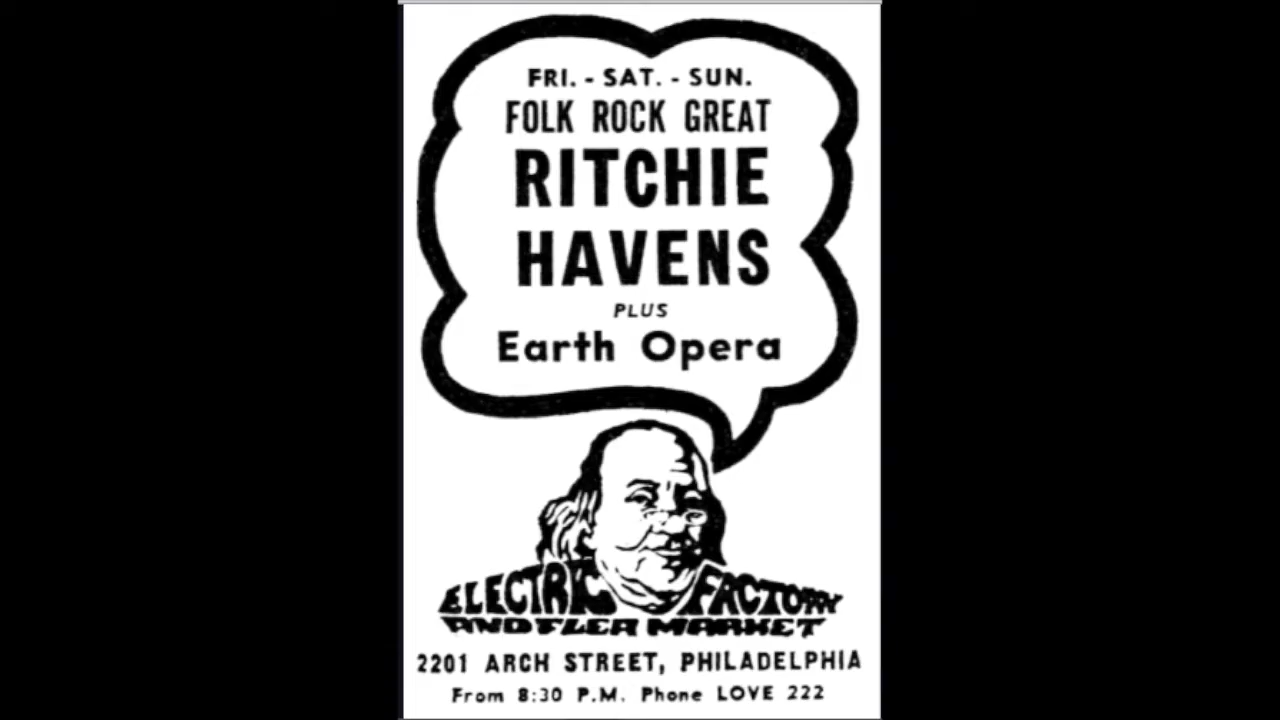 FRI. - SAT. - SUN.
FOLK ROCK GREAT
RITCHIE
HAVENS
PLUS
Earth Opera
ELECTRIC FACTORY
AND FLEA MARKET
2201 ARCH STREET, PHILADELPHIA
From 8:30 P.M. Phone LOVE 222